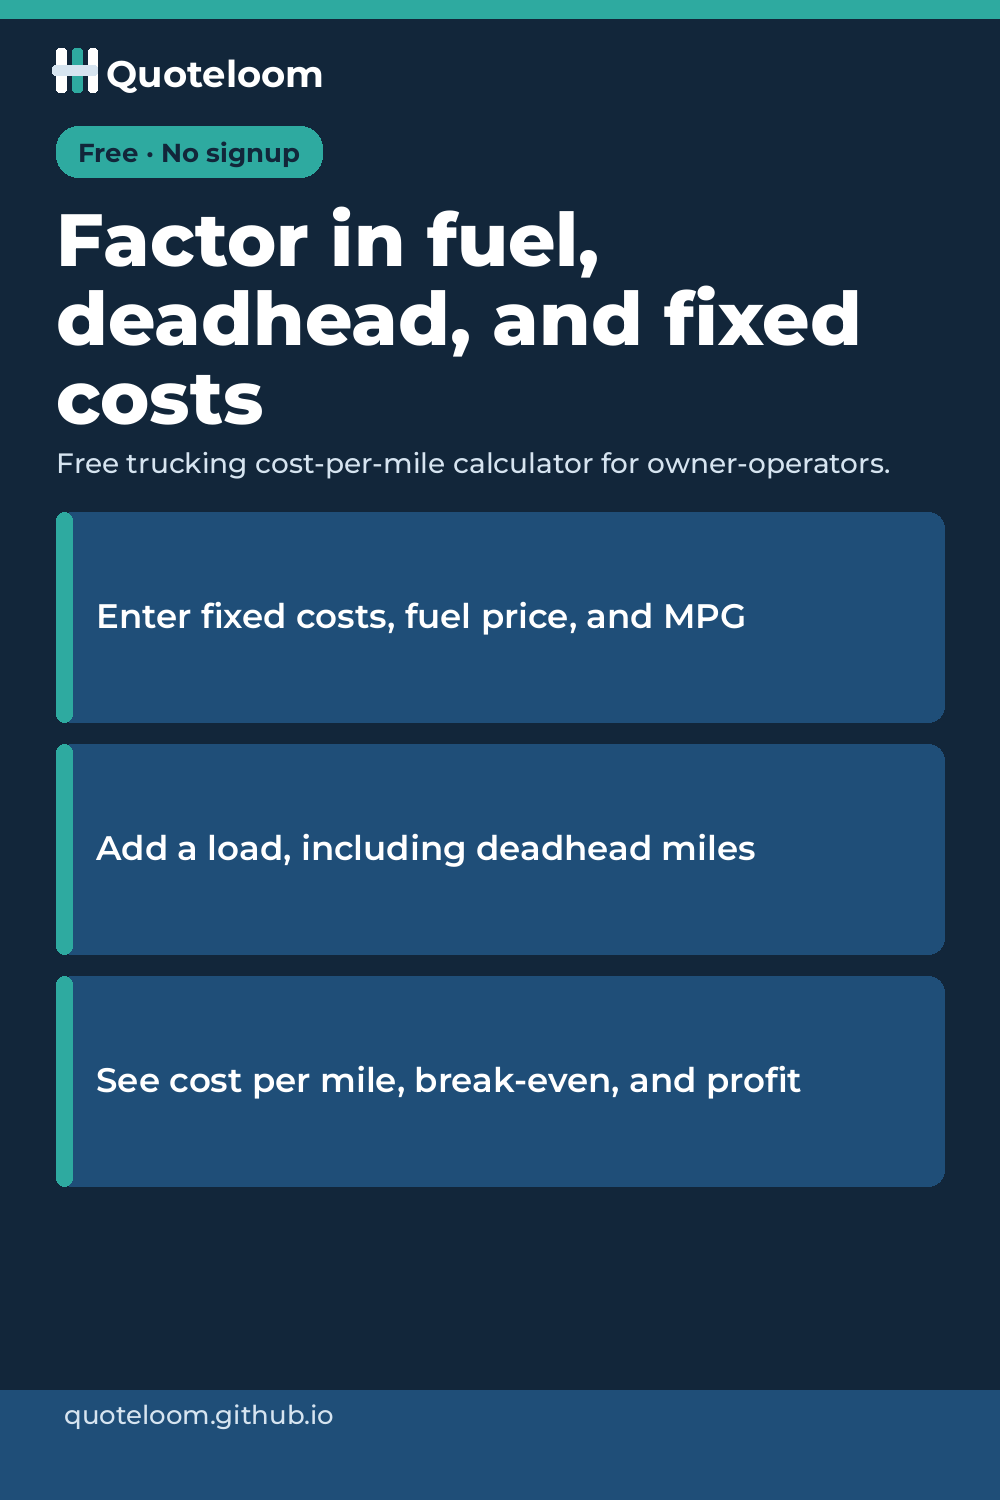 Quoteloom
Free · No signup
Factor in fuel,
deadhead, and fixed
costs
Free trucking cost-per-mile calculator for owner-operators.
Enter fixed costs, fuel price, and MPG
Add a load, including deadhead miles
See cost per mile, break-even, and profit
quoteloom.github.io